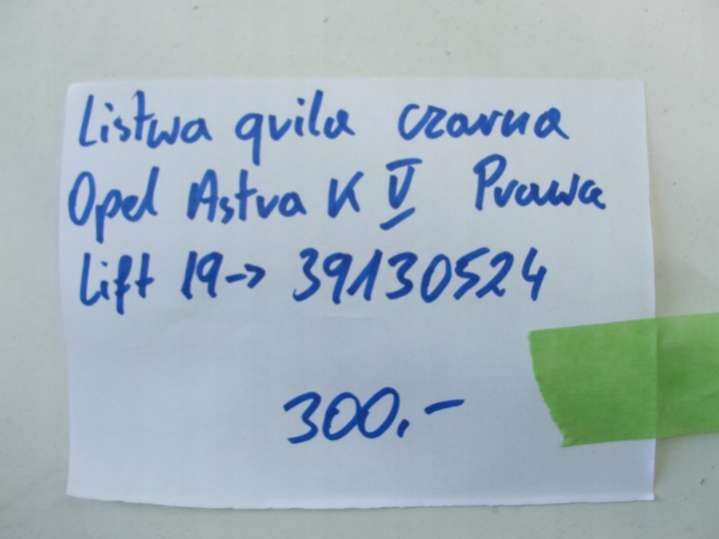 Listwa grila czarna
Opel Astra K V Prawa
Lift 19-> 39130524
300,-